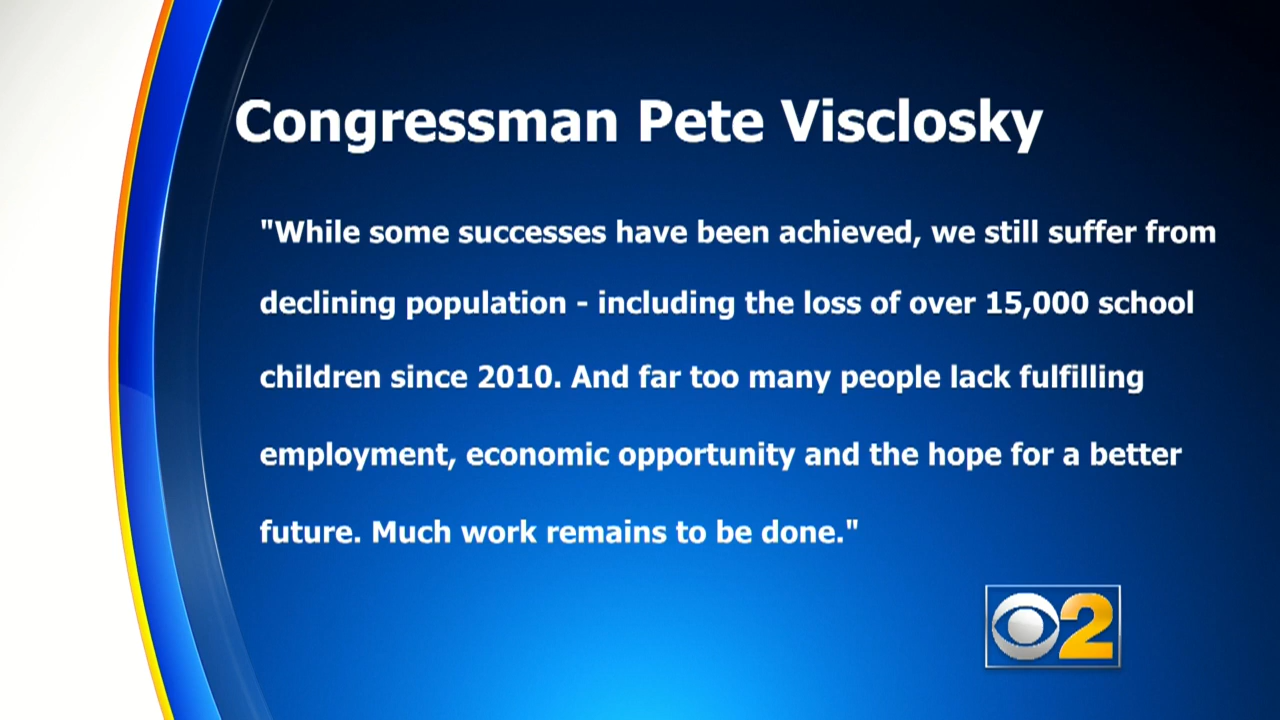 Congressman Pete Visclosky
"While some successes have been achieved, we still suffer from
declining population - including the loss of over 15,000 school
children since 2010. And far too many people lack fulfilling
employment, economic opportunity and the hope for a better
future. Much work remains to be done."
2